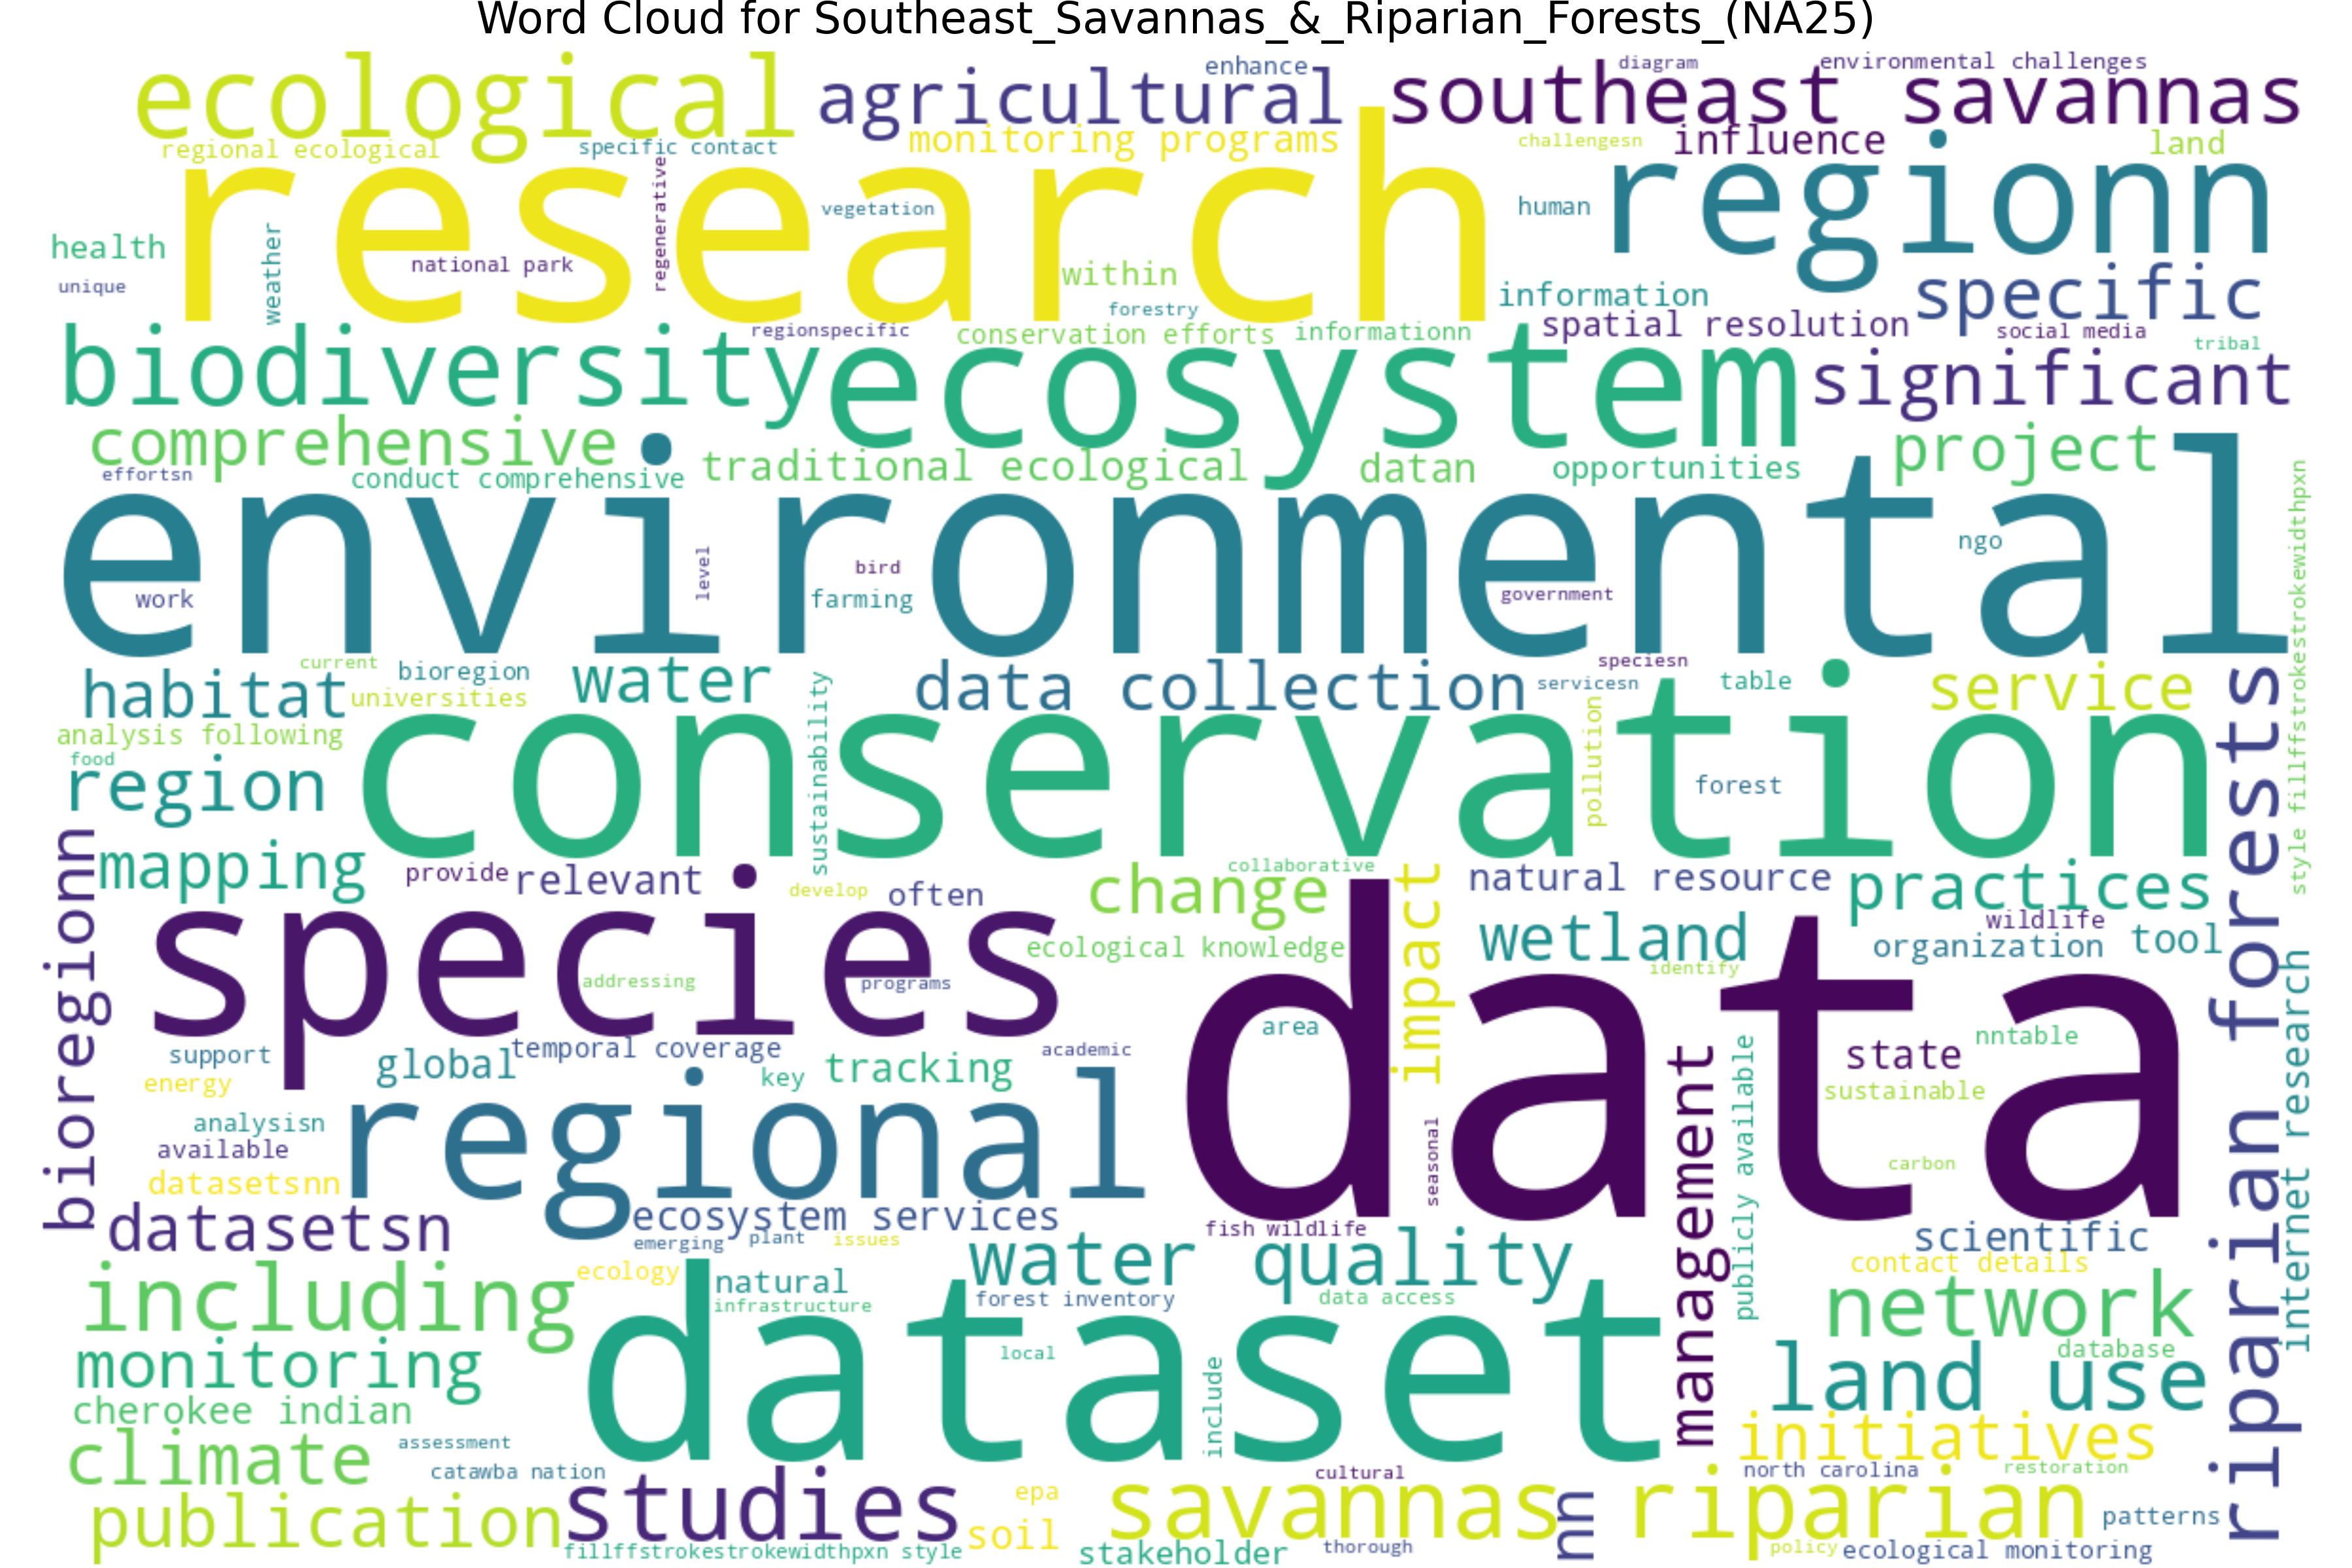 Word Cloud for Southeast_Savannas_&_Riparian_Forests_(NA25)
ecological
agricultural
enhance
southeast savannas
diagram
environmental challenges
regional ecological
specific contact
monitoring programs
challengesn
influence
land
research
regenerative
vegetation
human
regionn
health
weather
national park
within
unique
forestry
information
specific
biodiversity
regionspecific
conservation efforts
informationn
spatial resolution
social media
tribal
ecosystem
significant
comprehensive
effortsn
conduct comprehensive
traditional ecological
datan
opportunities
project
environmental
work
level
bird
farming
government
ngo
style fillffstrokestrokewidthpxn
habitat
current
bioregion
universities
water
data collection
speciesn
servicesn
table
service
analysis following
food
region
conservation
sustainability
pollution
forest
riparian forests
bioregionn
mapping
provide
relevant
develop
often
change
collaborative
impact
natural resource
practices
species
addressing
programs
ecological knowledge
wetland
identify
wildlife
organization
tool
data
area
internet research
support
energy
global
temporal coverage
key
tracking
academic
state
nntable
sustainable
management
publicly available
analysisn
available
datasetsnn
regional
seasonal
carbon
datasetsn
ecosystem services
emerging
plant
issues
fish wildlife
water quality
scientific
contact details
including
ecology
natural
infrastructure
forest inventory
data access
network
monitoring
dataset
local
include
database
land use
cherokee indian
climate
assessment
catawba nation
initiatives
publication
studies
epa
soil
cultural
savannas
nn
north carolina
restoration
riparian
patterns
fillffstrokestrokewidthpxn style
stakeholder
thorough
policy
ecological monitoring